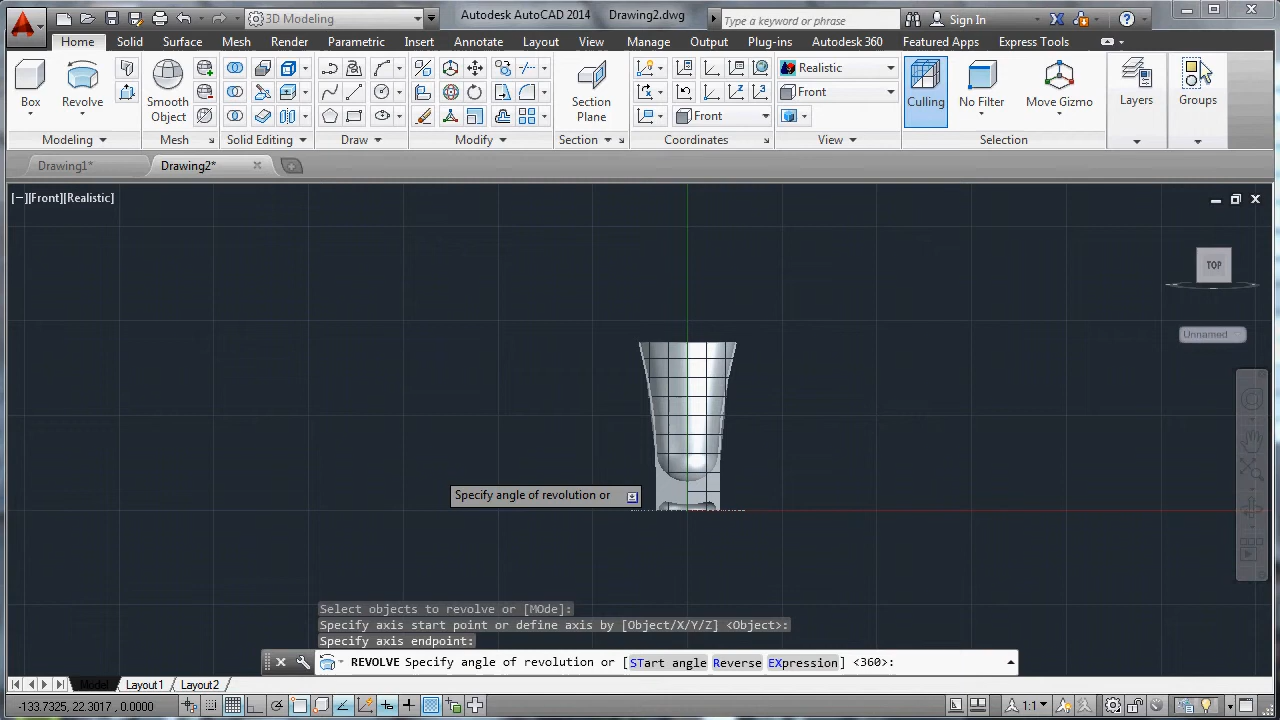 3D Modeling
Autodesk AutoCAD 2014 Drawing2.dwg
Type a keyword or phrase
Sign In
Home Solid Surface Mesh Render Parametric Insert Annotate Layout View Manage Output Plug-ins Autodesk 360 Featured Apps Express Tools
Box
Revolve
Smooth
Object
Section
Plane
Realistic
Front
Front
Culling
No Filter
Move Gizmo
Layers
Groups
Modeling Mesh Solid Editing Draw Modify Section Coordinates View Selection
Drawing1* Drawing2*
[−][Front][Realistic]
TOP
Unnamed
Specify angle of revolution or
Select objects to revolve or [MOde]:
Specify axis start point or define axis by [Object/X/Y/Z] <Object>:
Specify axis endpoint:
REVOLVE Specify angle of revolution or [STart angle Reverse EXpression] <360>:
Model Layout1 Layout2
-133.7325, 22.3017, 0.0000
1:1